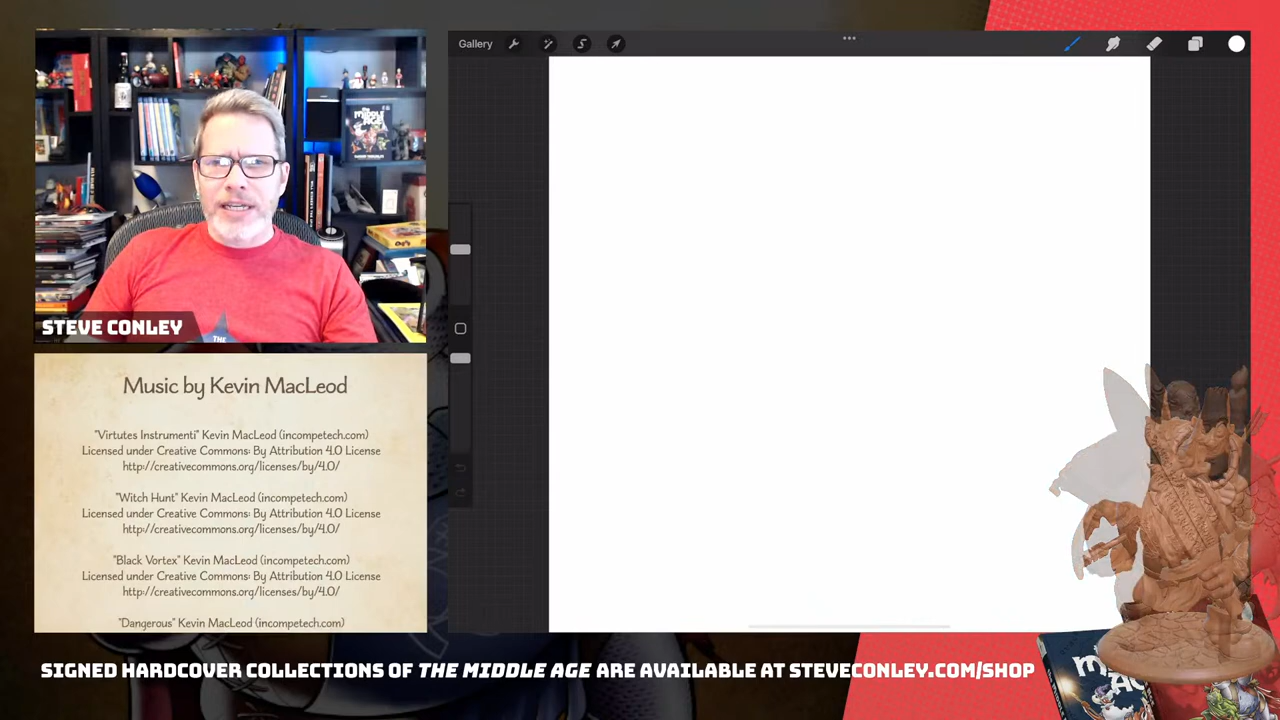 Gallery
STEVE CONLEY
THE
Music by Kevin MacLeod
"Virtutes Instrumenti" Kevin MacLeod (incompetech.com)
Licensed under Creative Commons: By Attribution 4.0 License
http://creativecommons.org/licenses/by/4.0/
"Witch Hunt" Kevin MacLeod (incompetech.com)
Licensed under Creative Commons: By Attribution 4.0 License
http://creativecommons.org/licenses/by/4.0/
"Black Vortex" Kevin MacLeod (incompetech.com)
Licensed under Creative Commons: By Attribution 4.0 License
http://creativecommons.org/licenses/by/4.0/
"Dangerous" Kevin MacLeod (incompetech.com)
SIGNED HARDCOVER COLLECTIONS OF THE MIDDLE AGE ARE AVAILABLE AT STEVECONLEY.COM/SHOP